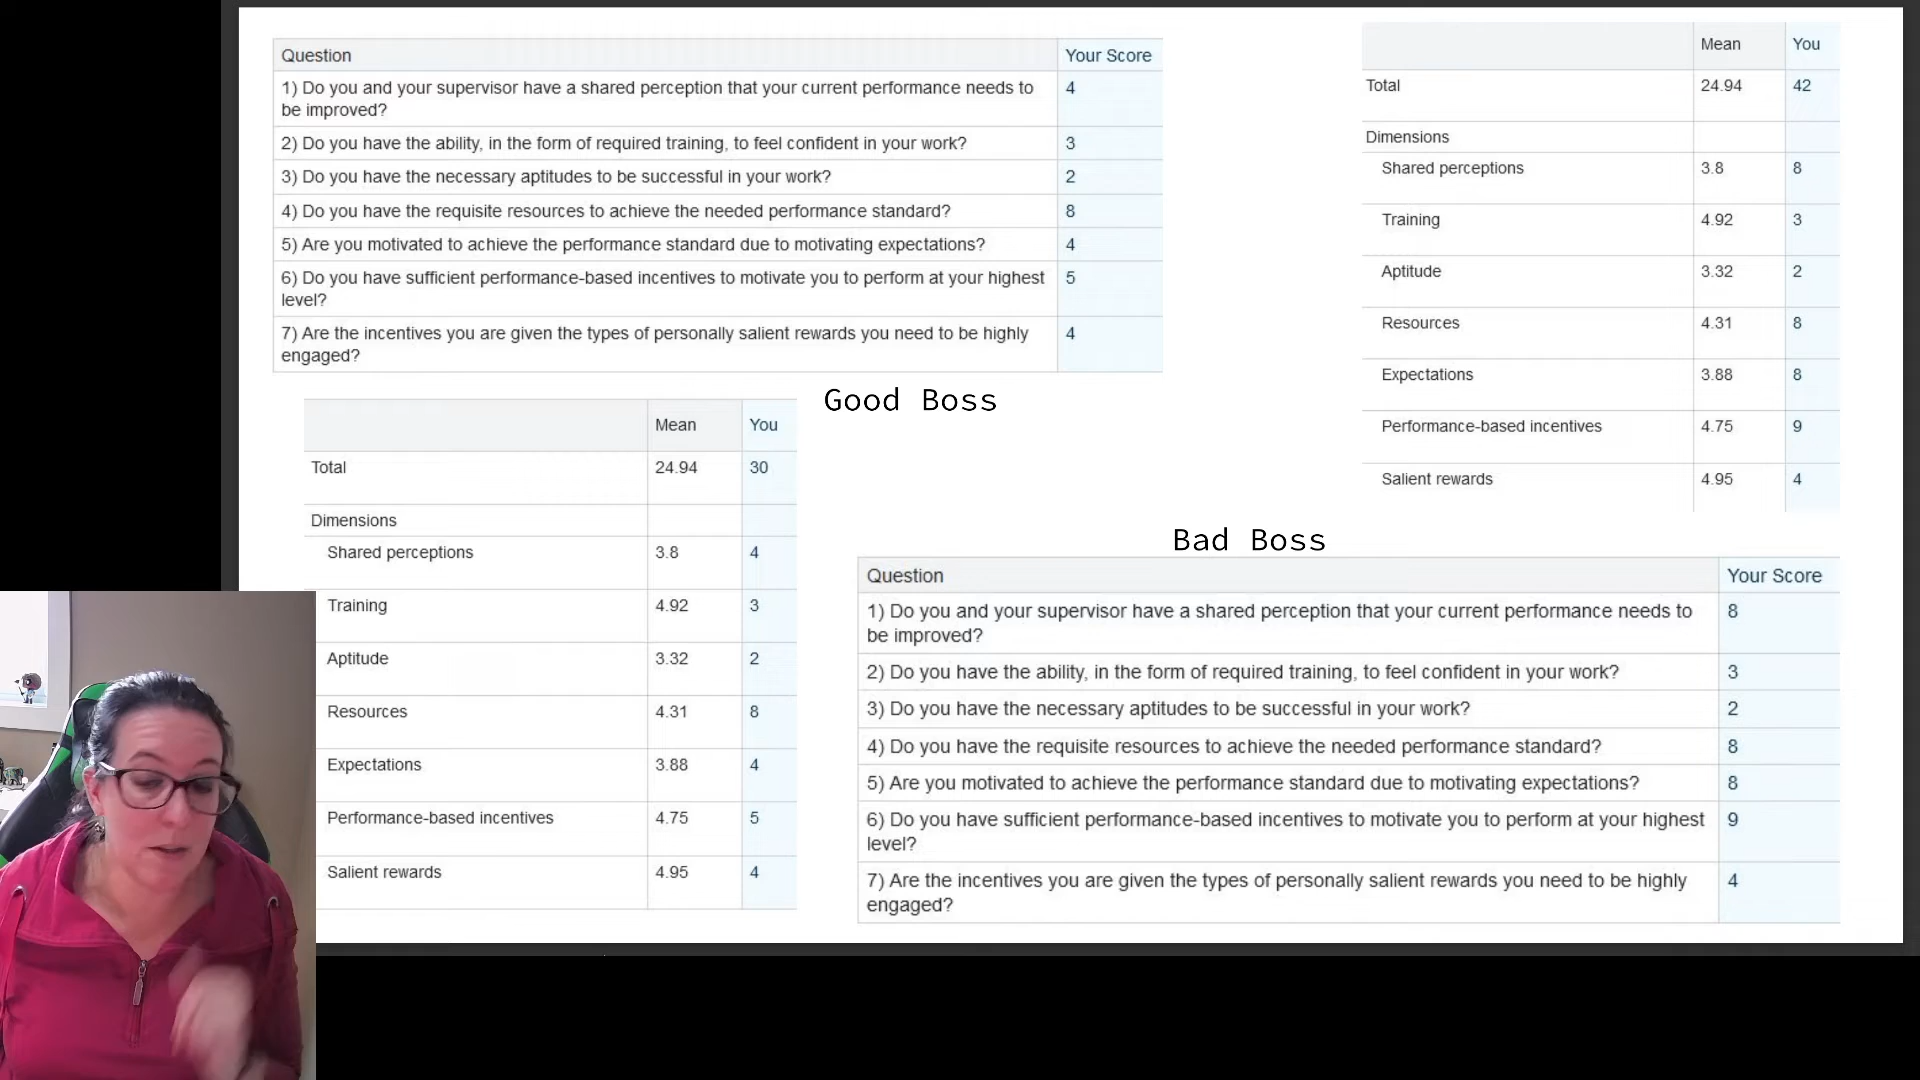 Question Your Score
1) Do you and your supervisor have a shared perception that your current performance needs to 4
be improved?
2) Do you have the ability, in the form of required training, to feel confident in your work? 3
3) Do you have the necessary aptitudes to be successful in your work? 2
4) Do you have the requisite resources to achieve the needed performance standard? 8
5) Are you motivated to achieve the performance standard due to motivating expectations? 4
6) Do you have sufficient performance-based incentives to motivate you to perform at your highest 5
level?
7) Are the incentives you are given the types of personally salient rewards you need to be highly 4
engaged?
Good Boss
Mean You
Total 24.94 30
Dimensions
Shared perceptions 3.8 4
Training 4.92 3
Aptitude 3.32 2
Resources 4.31 8
Expectations 3.88 4
Performance-based incentives 4.75 5
Salient rewards 4.95 4
Mean You
Total 24.94 42
Dimensions
Shared perceptions 3.8 8
Training 4.92 3
Aptitude 3.32 2
Resources 4.31 8
Expectations 3.88 8
Performance-based incentives 4.75 9
Salient rewards 4.95 4
Bad Boss
Question Your Score
1) Do you and your supervisor have a shared perception that your current performance needs to 8
be improved?
2) Do you have the ability, in the form of required training, to feel confident in your work? 3
3) Do you have the necessary aptitudes to be successful in your work? 2
4) Do you have the requisite resources to achieve the needed performance standard? 8
5) Are you motivated to achieve the performance standard due to motivating expectations? 8
6) Do you have sufficient performance-based incentives to motivate you to perform at your highest 9
level?
7) Are the incentives you are given the types of personally salient rewards you need to be highly 4
engaged?